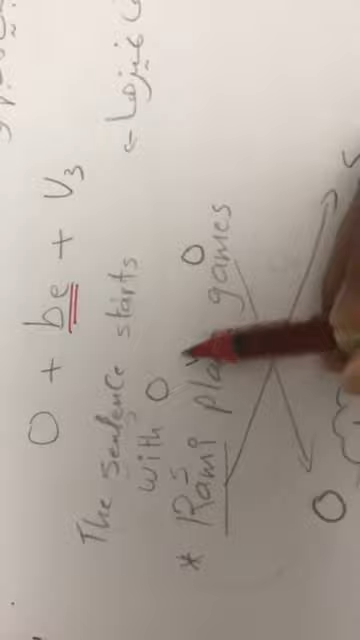 O + be + V3
The sentence starts
with O
S O
* Rami games
O